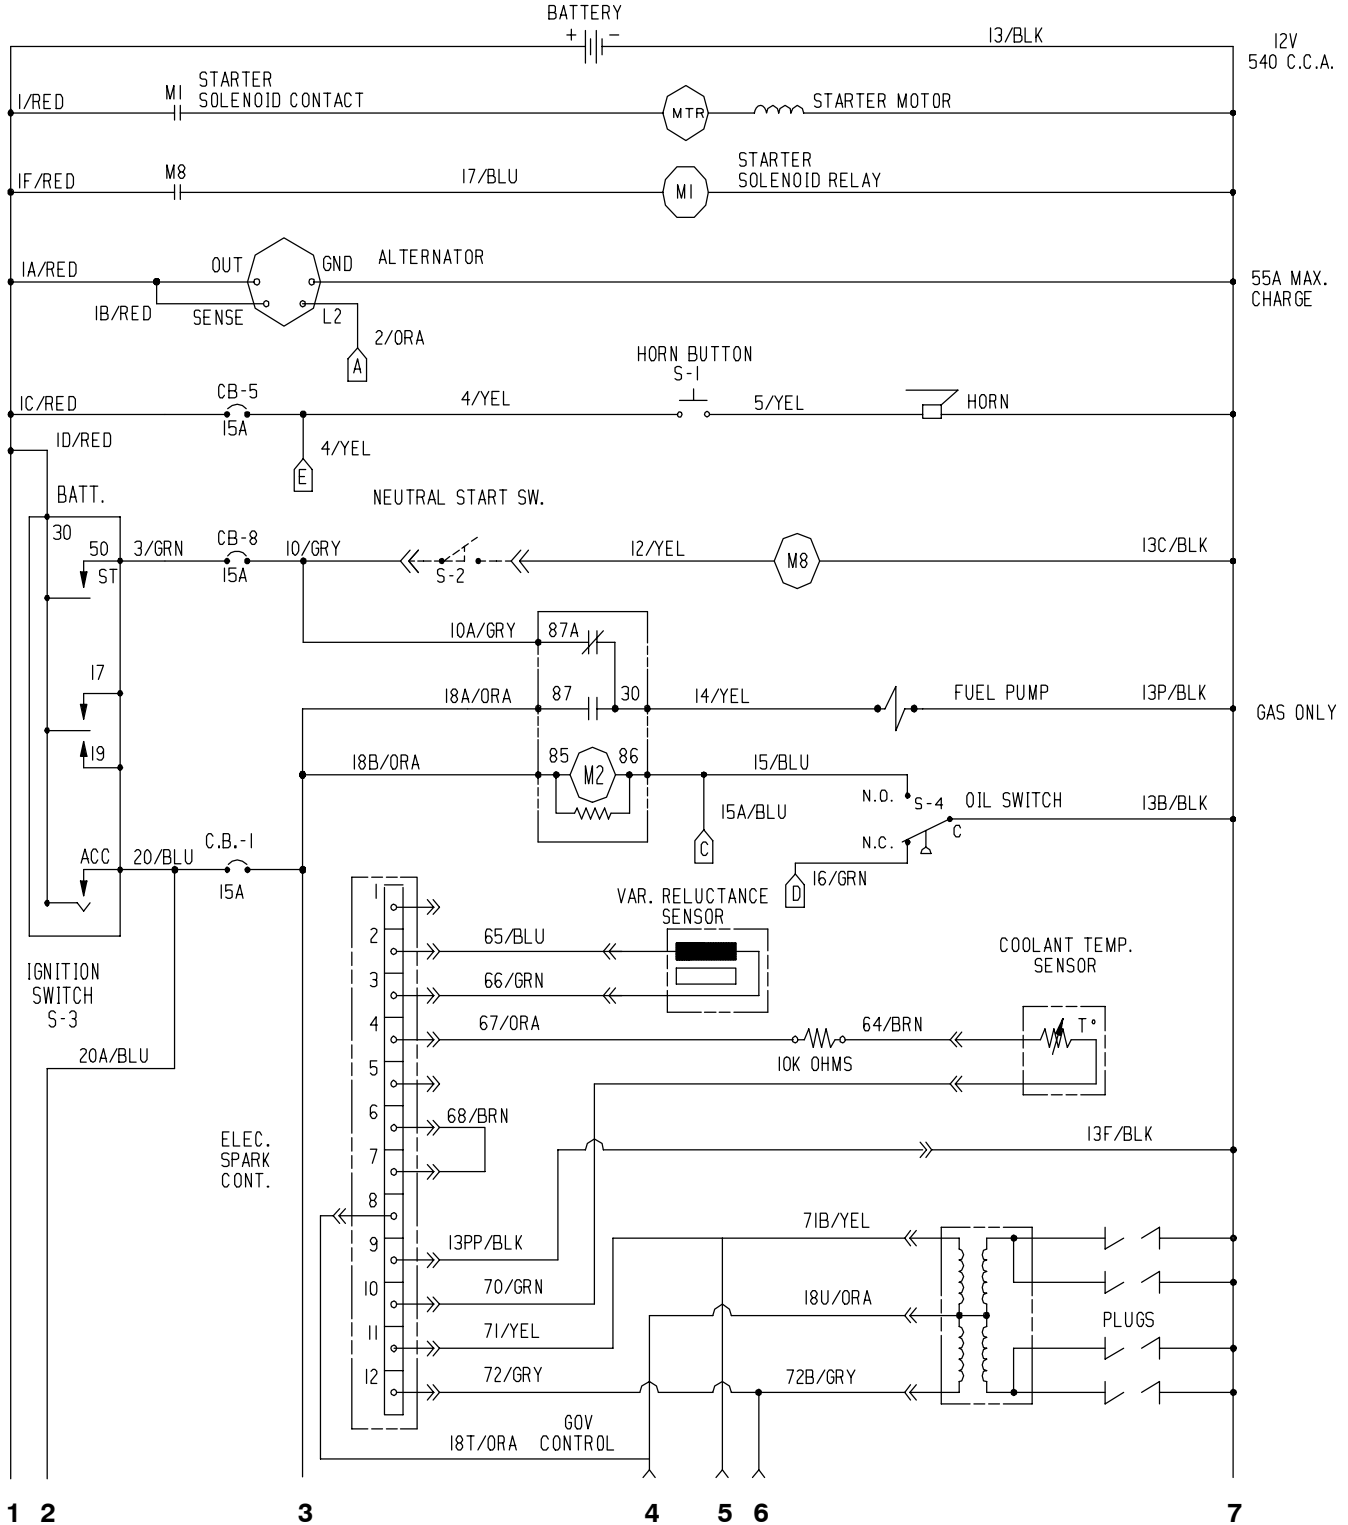 BATTERY
+ −
13/BLK
12V
540 C.C.A.
1/RED
M1
STARTER
SOLENOID CONTACT
MTR
STARTER MOTOR
1F/RED
M8
17/BLU
M1
STARTER
SOLENOID RELAY
1A/RED
OUT
GND
ALTERNATOR
55A MAX.
CHARGE
1B/RED
SENSE
L2
2/ORA
A
HORN BUTTON
S-1
1C/RED
CB-5
15A
4/YEL
5/YEL
HORN
1D/RED
4/YEL
E
BATT.
NEUTRAL START SW.
30
50
ST
3/GRN
CB-8
15A
10/GRY
S-2
12/YEL
M8
13C/BLK
10A/GRY
87A
17
18A/ORA
87
30
14/YEL
FUEL PUMP
13P/BLK
GAS ONLY
19
18B/ORA
85
M2
86
15/BLU
N.O.
S-4
OIL SWITCH
13B/BLK
15A/BLU
C
N.C.
C
ACC
20/BLU
C.B.-1
15A
16/GRN
D
1
VAR. RELUCTANCE
SENSOR
2
65/BLU
COOLANT TEMP.
SENSOR
IGNITION
SWITCH
S-3
3
66/GRN
4
67/ORA
64/BRN
T°
10K OHMS
20A/BLU
5
6
68/BRN
ELEC.
SPARK
CONT.
7
13F/BLK
8
71B/YEL
9
13PP/BLK
10
70/GRN
18U/ORA
11
71/YEL
PLUGS
12
72/GRY
72B/GRY
18T/ORA
GOV
CONTROL
1 2 3 4 5 6 7